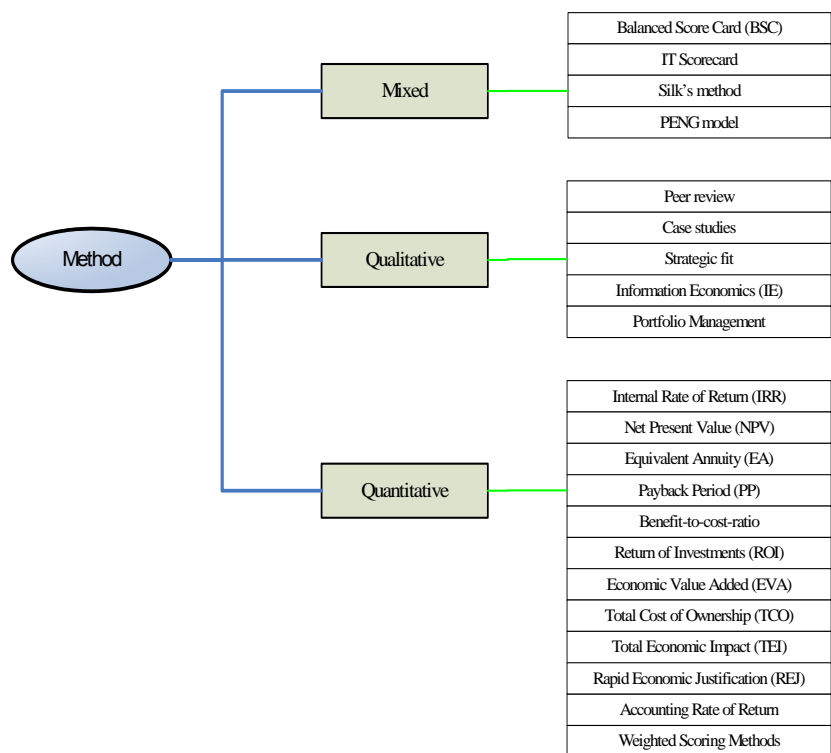 Method
Mixed
Balanced Score Card (BSC)
IT Scorecard
Silk's method
PENG model
Qualitative
Peer review
Case studies
Strategic fit
Information Economics (IE)
Portfolio Management
Quantitative
Internal Rate of Return (IRR)
Net Present Value (NPV)
Equivalent Annuity (EA)
Payback Period (PP)
Benefit-to-cost-ratio
Return of Investments (ROI)
Economic Value Added (EVA)
Total Cost of Ownership (TCO)
Total Economic Impact (TEI)
Rapid Economic Justification (REJ)
Accounting Rate of Return
Weighted Scoring Methods